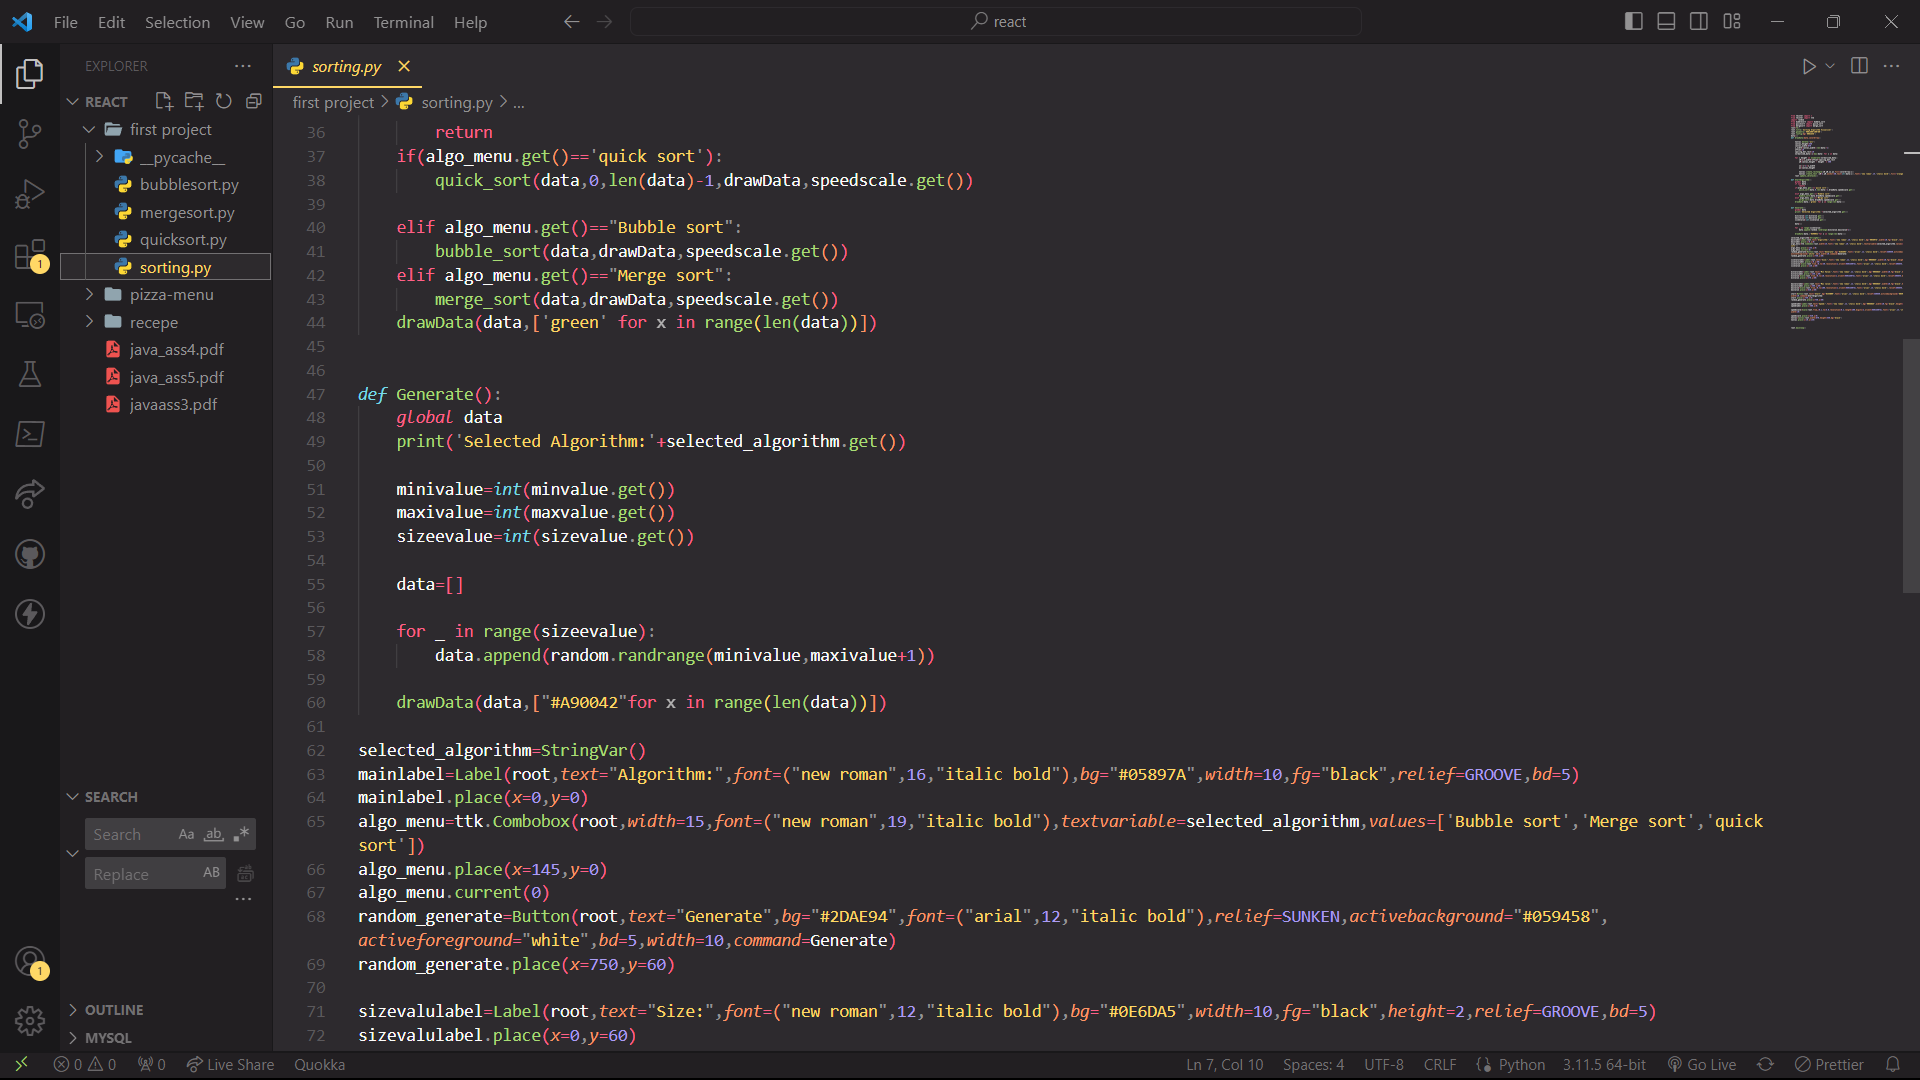 File Edit Selection View Go Run Terminal Help
react
EXPLORER
sorting.py
REACT
first project
__pycache__
bubblesort.py
mergesort.py
quicksort.py
sorting.py
pizza-menu
recepe
java_ass4.pdf
java_ass5.pdf
javaass3.pdf
SEARCH
Search Aa ab
Replace AB
OUTLINE
MYSQL
first project > sorting.py > ...
36 return
37 if(algo_menu.get()=='quick sort'):
38 quick_sort(data,0,len(data)-1,drawData,speedscale.get())
39
40 elif algo_menu.get()=="Bubble sort":
41 bubble_sort(data,drawData,speedscale.get())
42 elif algo_menu.get()=="Merge sort":
43 merge_sort(data,drawData,speedscale.get())
44 drawData(data,['green' for x in range(len(data))])
45
46
47 def Generate():
48 global data
49 print('Selected Algorithm:'+selected_algorithm.get())
50
51 minivalue=int(minvalue.get())
52 maxivalue=int(maxvalue.get())
53 sizeevalue=int(sizevalue.get())
54
55 data=[]
56
57 for _ in range(sizeevalue):
58 data.append(random.randrange(minivalue,maxivalue+1))
59
60 drawData(data,["#A90042"for x in range(len(data))])
61
62 selected_algorithm=StringVar()
63 mainlabel=Label(root,text="Algorithm:",font=("new roman",16,"italic bold"),bg="#05897A",width=10,fg="black",relief=GROOVE,bd=5)
64 mainlabel.place(x=0,y=0)
65 algo_menu=ttk.Combobox(root,width=15,font=("new roman",19,"italic bold"),textvariable=selected_algorithm,values=['Bubble sort','Merge sort','quick
sort'])
66 algo_menu.place(x=145,y=0)
67 algo_menu.current(0)
68 random_generate=Button(root,text="Generate",bg="#2DAE94",font=("arial",12,"italic bold"),relief=SUNKEN,activebackground="#059458",
activeforeground="white",bd=5,width=10,command=Generate)
69 random_generate.place(x=750,y=60)
70
71 sizevalulabel=Label(root,text="Size:",font=("new roman",12,"italic bold"),bg="#0E6DA5",width=10,fg="black",height=2,relief=GROOVE,bd=5)
72 sizevalulabel.place(x=0,y=60)
1
1
0 0 0 Live Share Quokka Ln 7, Col 10 Spaces: 4 UTF-8 CRLF Python 3.11.5 64-bit Go Live Prettier